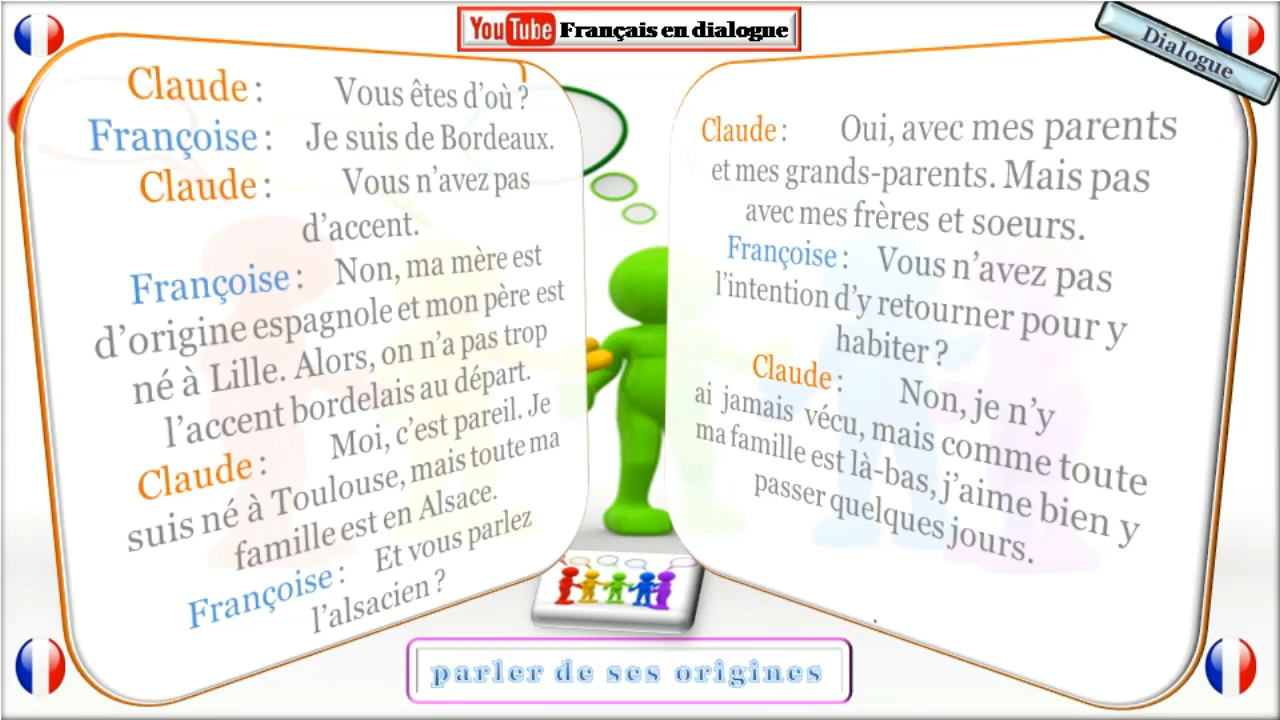 YouTube Français en dialogue
Dialogue
Claude : Vous êtes d'où ?
Françoise : Je suis de Bordeaux.
Claude : Vous n'avez pas
d'accent.
Françoise : Non, ma mère est
d'origine espagnole et mon père est
né à Lille. Alors, on n'a pas trop
l'accent bordelais au départ.
Claude : Moi, c'est pareil. Je
suis né à Toulouse, mais toute ma
famille est en Alsace.
Françoise : Et vous parlez
l'alsacien ?
Claude : Oui, avec mes parents
et mes grands-parents. Mais pas
avec mes frères et soeurs.
Françoise : Vous n'avez pas
l'intention d'y retourner pour y
habiter ?
Claude : Non, je n'y
ai jamais vécu, mais comme toute
ma famille est là-bas, j'aime bien y
passer quelques jours.
parler de ses origines